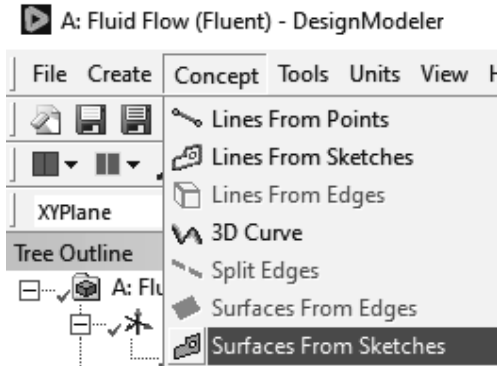 A: Fluid Flow (Fluent) - DesignModeler
File Create Concept Tools Units View
Lines From Points
Lines From Sketches
XYPlane
Lines From Edges
3D Curve
Tree Outline
Split Edges
A: Flu
Surfaces From Edges
Surfaces From Sketches